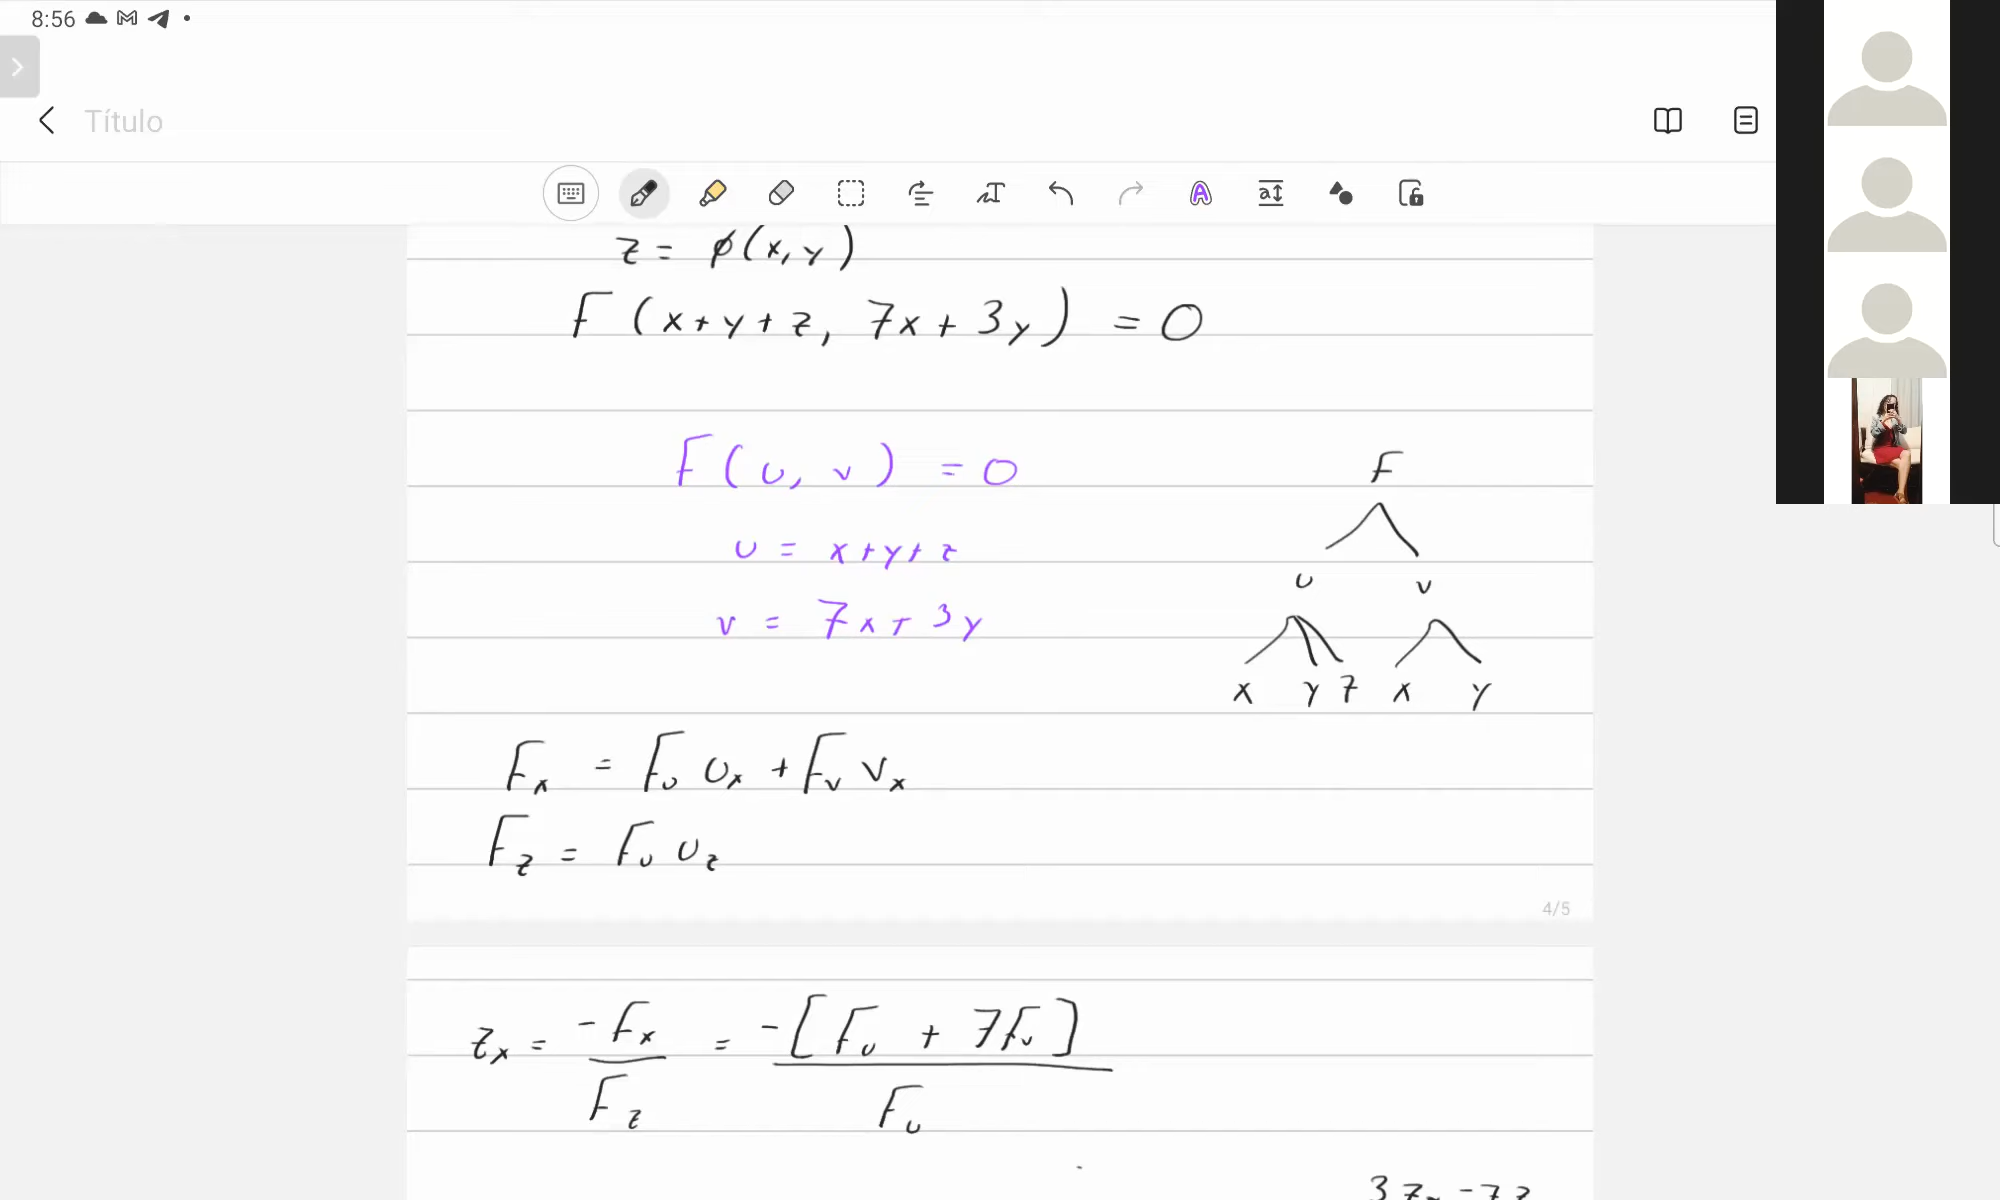 8:56
Título
z = φ(x, y)
F (x+y+z, 7x+3y) = 0
F(u, v) = 0
u = x+y+z
v = 7x+3y
F
u v
x y z x y
F_x = F_u u_x + F_v v_x
F_z = F_u u_z
4/5
z_x = -F_x / F_z = -[F_u + 7F_v] / F_u